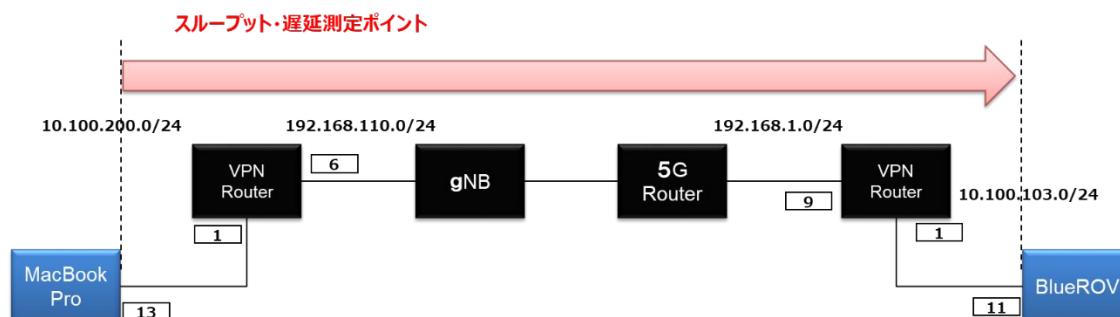 スループット・遅延測定ポイント
10.100.200.0/24
192.168.110.0/24
192.168.1.0/24
VPN
Router
6
gNB
5G
Router
9
VPN
Router
10.100.103.0/24
1
1
MacBook
Pro
13
11
BlueROV